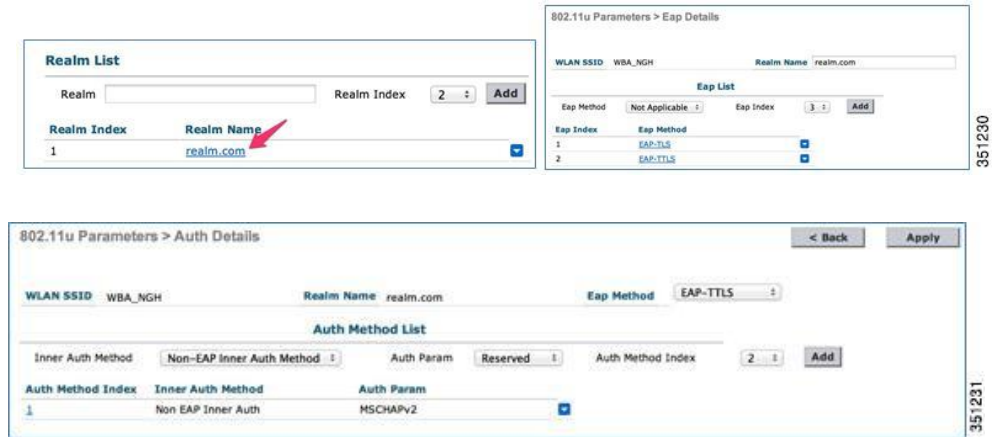 Realm List
Realm Realm Index 2 Add
Realm Index Realm Name
1 realm.com
802.11u Parameters > Eap Details
WLAN SSID WBA_NGH Realm Name realm.com
Eap List
Eap Method Not Applicable Eap Index 3 Add
Eap Index Eap Method
1 EAP-TLS
2 EAP-TTLS
351230
802.11u Parameters > Auth Details < Back Apply
WLAN SSID WBA_NGH Realm Name realm.com Eap Method EAP-TTLS
Auth Method List
Inner Auth Method Non-EAP Inner Auth Method Auth Param Reserved Auth Method Index 2 Add
Auth Method Index Inner Auth Method Auth Param
1 Non EAP Inner Auth MSCHAPv2
351231